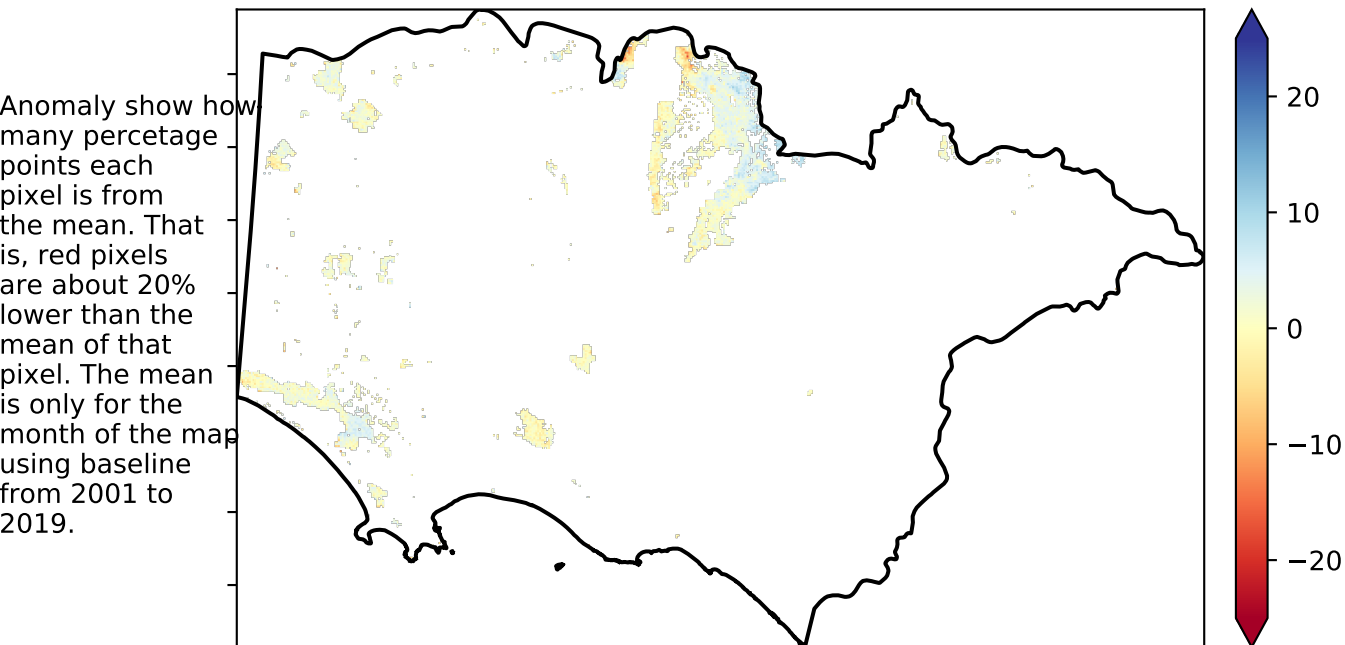 Anomaly show how
many percetage
points each
pixel is from
the mean. That
is, red pixels
are about 20%
lower than the
mean of that
pixel. The mean
is only for the
month of the map
using baseline
from 2001 to
2019.
20
10
0
−10
−20